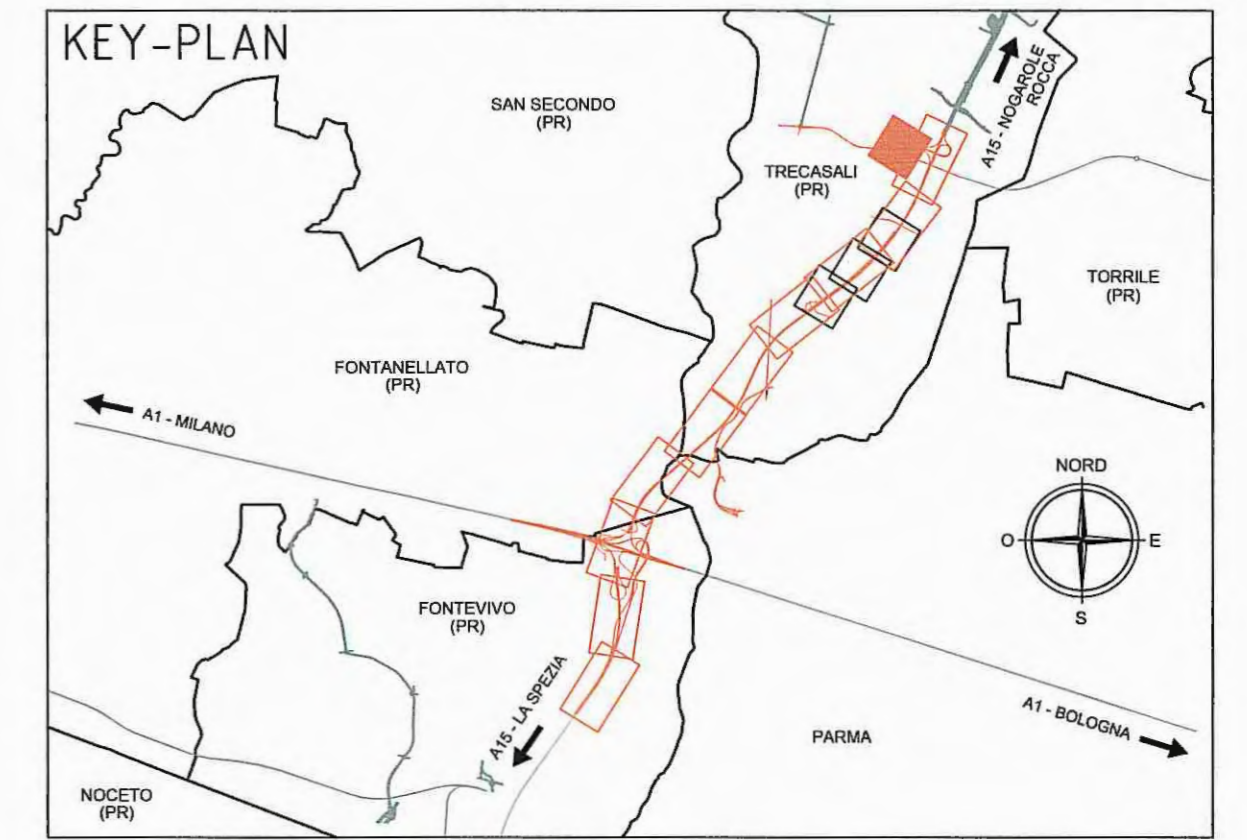 KEY-PLAN
SAN SECONDO
(PR)
A15 - NOGAROLE
ROCCA
TRECASALI
(PR)
TORRILE
(PR)
FONTANELLATO
(PR)
A1 - MILANO
NORD
O
E
S
FONTEVIVO
(PR)
A15 - LA SPEZIA
A1 - BOLOGNA
PARMA
NOCETO
(PR)